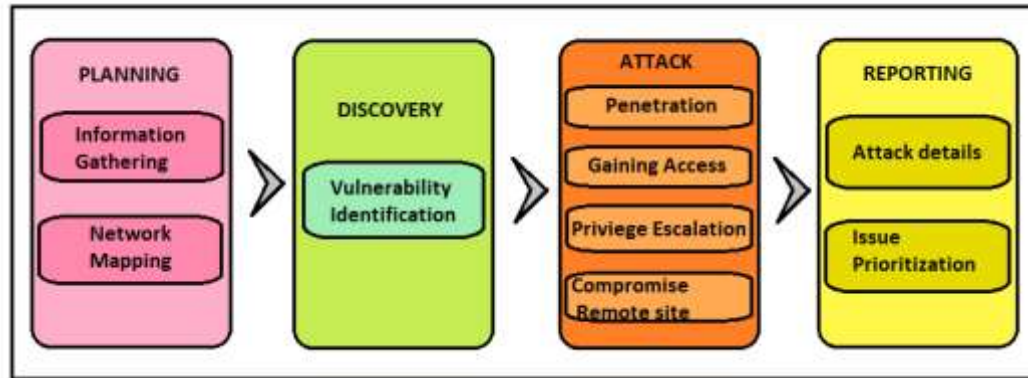 PLANNING
Information
Gathering
Network
Mapping
DISCOVERY
Vulnerability
Identification
ATTACK
Penetration
Gaining Access
Priviege Escalation
Compromise
Remote site
REPORTING
Attack details
Issue
Prioritization